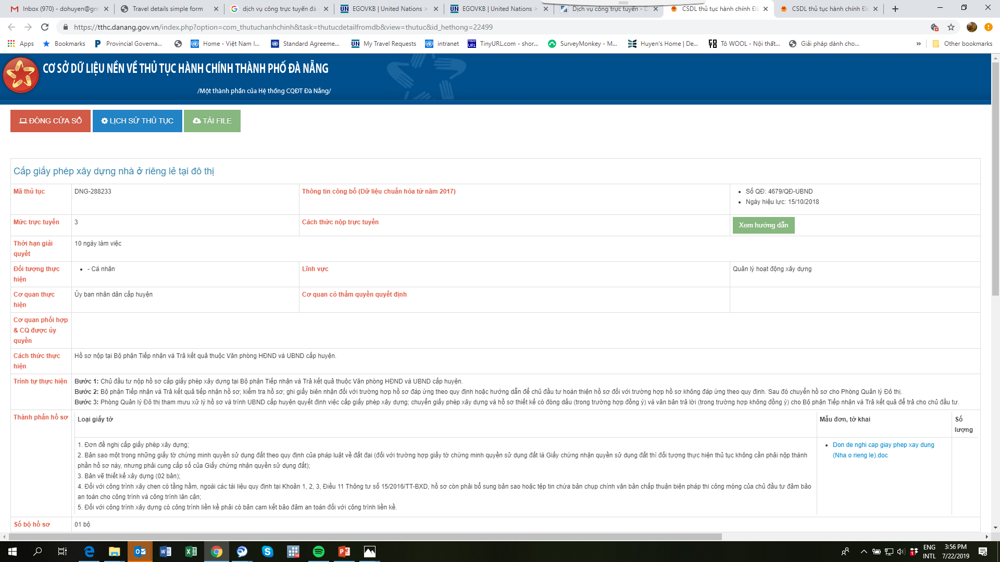 Inbox (970) - dohuyen@gm
Travel details simple form
dịch vụ công trực tuyến đà
EGOVKB | United Nations >
EGOVKB | United Nations >
Dịch vụ công trực tuyến - D
CSDL thủ tục hành chính Đà
CSDL thủ tục hành chính Đà
https://tthc.danang.gov.vn/index.php?option=com_thutuchanhchinh&task=thutucdetailfromdb&view=thutuc&id_hethong=22499
Apps
Bookmarks
Provincial Governa...
Home - Việt Nam I...
Standard Agreeme...
My Travel Requests
intranet
TinyURL.com - shor...
SurveyMonkey - M...
Huyen's Home | De...
Tô WOOL - Nội thất...
Giải pháp dành cho...
»
Other bookmarks
CƠ SỞ DỮ LIỆU NỀN VỀ THỦ TỤC HÀNH CHÍNH THÀNH PHỐ ĐÀ NẴNG
/Một thành phần của Hệ thống CQĐT Đà Nẵng/
ĐÓNG CỬA SỔ
LỊCH SỬ THỦ TỤC
TẢI FILE
Cấp giấy phép xây dựng nhà ở riêng lẻ tại đô thị
Mã thủ tục
DNG-288233
Thông tin công bố (Dữ liệu chuẩn hóa từ năm 2017)
• Số QĐ: 4679/QĐ-UBND
• Ngày hiệu lực: 15/10/2018
Mức trực tuyến
3
Cách thức nộp trực tuyến
Xem hướng dẫn
Thời hạn giải
quyết
10 ngày làm việc
Đối tượng thực
hiện
• - Cá nhân
Lĩnh vực
Quản lý hoạt động xây dựng
Cơ quan thực
hiện
Ủy ban nhân dân cấp huyện
Cơ quan có thẩm quyền quyết định
Cơ quan phối hợp
& CQ được ủy
quyền
Cách thức thực
hiện
Hồ sơ nộp tại Bộ phận Tiếp nhận và Trả kết quả thuộc Văn phòng HĐND và UBND cấp huyện.
Trình tự thực hiện
Bước 1: Chủ đầu tư nộp hồ sơ cấp giấy phép xây dựng tại Bộ phận Tiếp nhận và Trả kết quả thuộc Văn phòng HĐND và UBND cấp huyện.
Bước 2: Bộ phận Tiếp nhận và Trả kết quả tiếp nhận hồ sơ; kiểm tra hồ sơ; ghi giấy biên nhận đối với trường hợp hồ sơ đáp ứng theo quy định hoặc hướng dẫn để chủ đầu tư hoàn thiện hồ sơ đối với trường hợp hồ sơ không đáp ứng theo quy định. Sau đó chuyển hồ sơ cho Phòng Quản lý Đô thị.
Bước 3: Phòng Quản lý Đô thị tham mưu xử lý hồ sơ và trình UBND cấp huyện quyết định việc cấp giấy phép xây dựng; chuyển giấy phép xây dựng và hồ sơ thiết kế có đóng dấu (trong trường hợp đồng ý) và văn bản trả lời (trong trường hợp không đồng ý) cho Bộ phận Tiếp nhận và Trả kết quả để trả cho chủ đầu tư.
Thành phần hồ sơ
Loại giấy tờ
Mẫu đơn, tờ khai
Số
lượng
1. Đơn đề nghị cấp giấy phép xây dựng;
2. Bản sao một trong những giấy tờ chứng minh quyền sử dụng đất theo quy định của pháp luật về đất đai (đối với trường hợp giấy tờ chứng minh quyền sử dụng đất là Giấy chứng nhận quyền sử dụng đất thì đối tượng thực hiện thủ tục không cần phải nộp thành
phần hồ sơ này, nhưng phải cung cấp số của Giấy chứng nhận quyền sử dụng đất);
3. Bản vẽ thiết kế xây dựng (02 bản);
4. Đối với công trình xây chen có tầng hầm, ngoài các tài liệu quy định tại Khoản 1, 2, 3, Điều 11 Thông tư số 15/2016/TT-BXD, hồ sơ còn phải bổ sung bản sao hoặc tệp tin chứa bản chụp chính văn bản chấp thuận biện pháp thi công móng của chủ đầu tư đảm bảo
an toàn cho công trình và công trình lân cận;
5. Đối với công trình xây dựng có công trình liền kề phải có bản cam kết bảo đảm an toàn đối với công trình liền kề.
• Don de nghi cap giay phep xay dung
(Nha o rieng le).doc
Số bộ hồ sơ
01 bộ
ENG
INTL
3:56 PM
7/22/2019